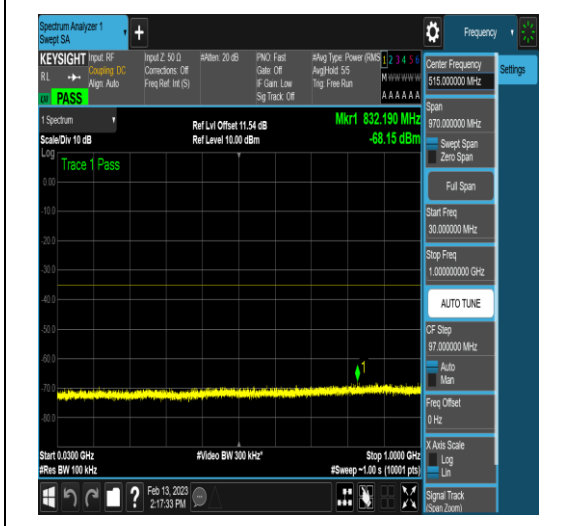 Spectrum Analyzer 1
Swept SA
+
Frequency
KEYSIGHT
Input: RF
Coupling: DC
Align: Auto
Input Z: 50 Ω
Corrections: Off
Freq Ref: Int (S)
#Atten: 20 dB
PNO: Fast
Gate: Off
IF Gain: Low
Sig Track: Off
#Avg Type: Power (RMS
Avg|Hold: 5/5
Trig: Free Run
1 2 3 4 5 6
M W W W W W
A A A A A A
R L
PASS
1 Spectrum
Scale/Div 10 dB
Ref Lvl Offset 11.54 dB
Ref Level 10.00 dBm
Mkr1 832.190 MHz
-68.15 dBm
Log
Trace 1 Pass
0.00
-10.0
-20.0
-30.0
-40.0
-50.0
-60.0
-70.0
-80.0
1
Start 0.0300 GHz
#Res BW 100 kHz
#Video BW 300 kHz*
Stop 1.0000 GHz
#Sweep ~1.00 s (10001 pts)
Feb 13, 2023
2:17:33 PM
Center Frequency
515.000000 MHz
Settings
Span
970.000000 MHz
Swept Span
Zero Span
Full Span
Start Freq
30.000000 MHz
Stop Freq
1.000000000 GHz
AUTO TUNE
CF Step
97.000000 MHz
Auto
Man
Freq Offset
0 Hz
X Axis Scale
Log
Lin
Signal Track
(Span Zoom)